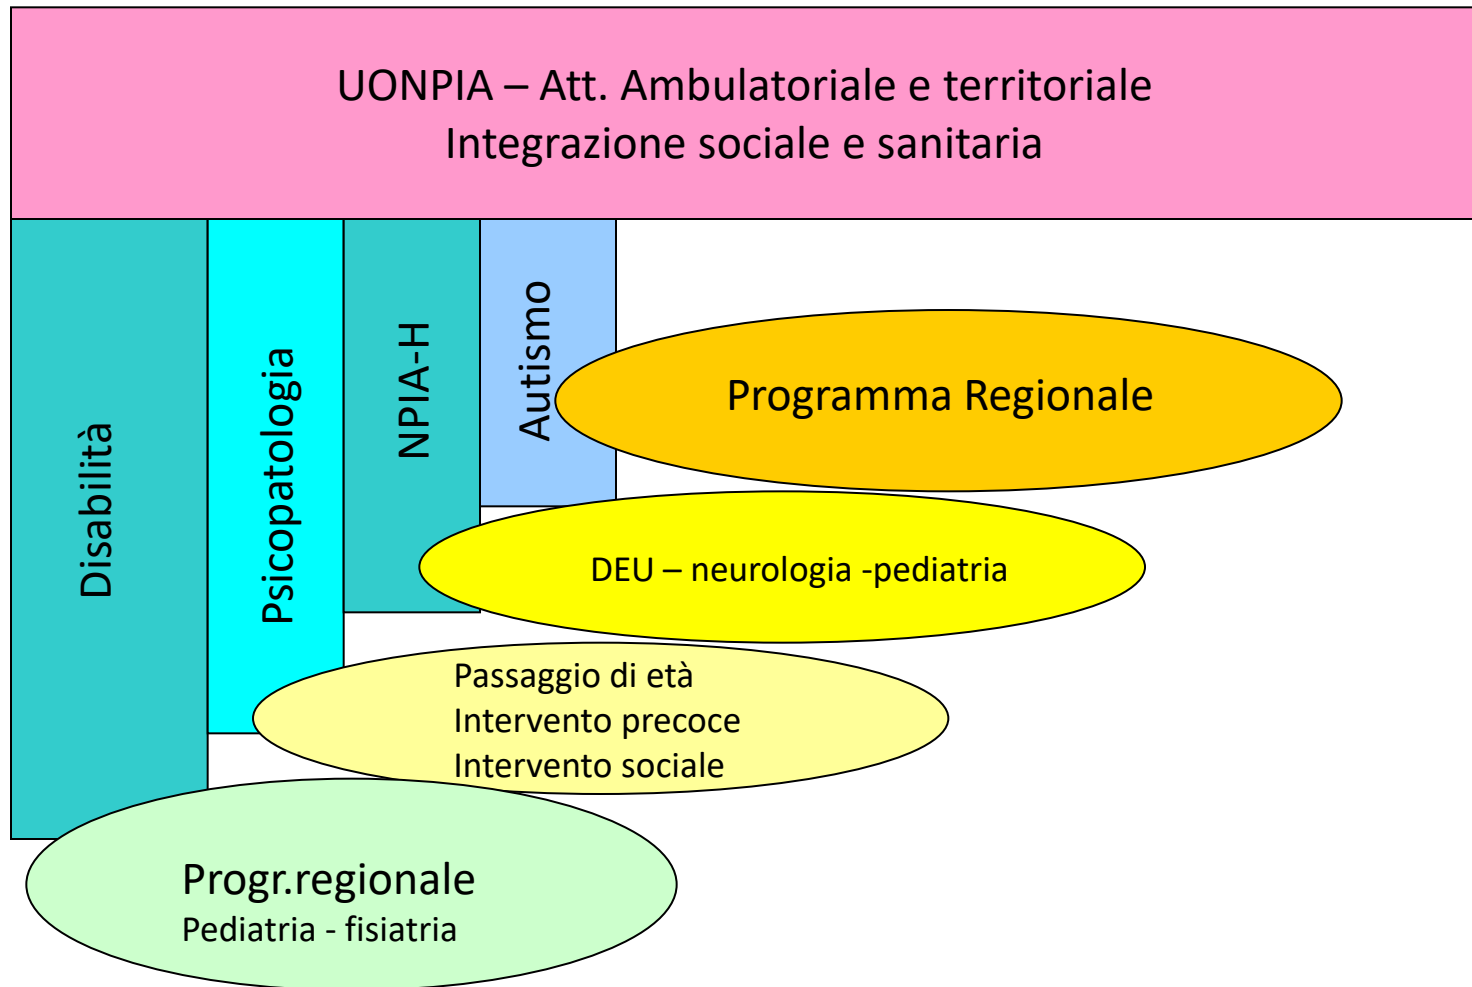 UONPIA – Att. Ambulatoriale e territoriale
Integrazione sociale e sanitaria
Disabilità
Psicopatologia
NPIA-H
Autismo
Programma Regionale
DEU – neurologia -pediatria
Passaggio di età
Intervento precoce
Intervento sociale
Progr.regionale
Pediatria - fisiatria